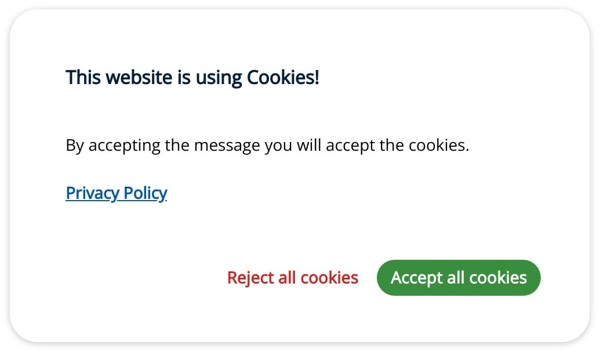 This website is using Cookies!
By accepting the message you will accept the cookies.
Privacy Policy
Reject all cookies
Accept all cookies